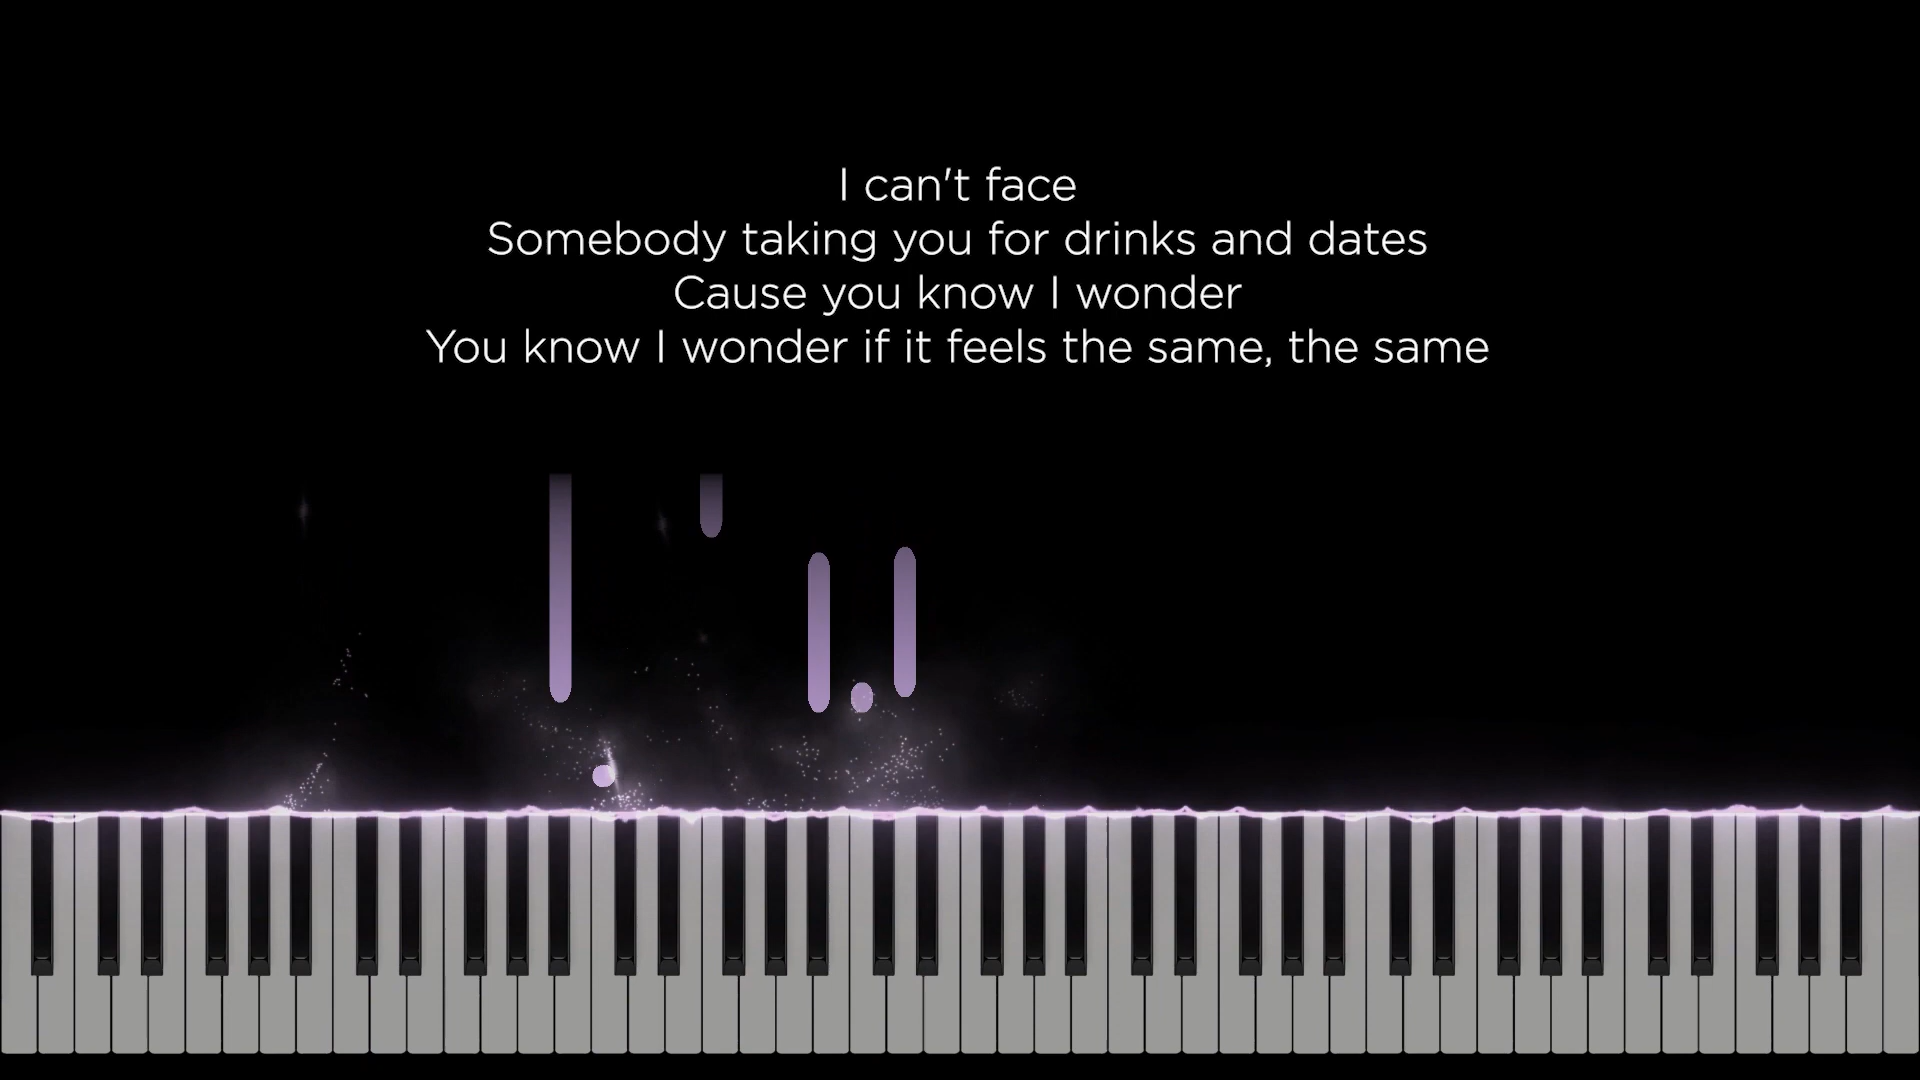 I can't face
Somebody taking you for drinks and dates
Cause you know I wonder
You know I wonder if it feels the same, the same